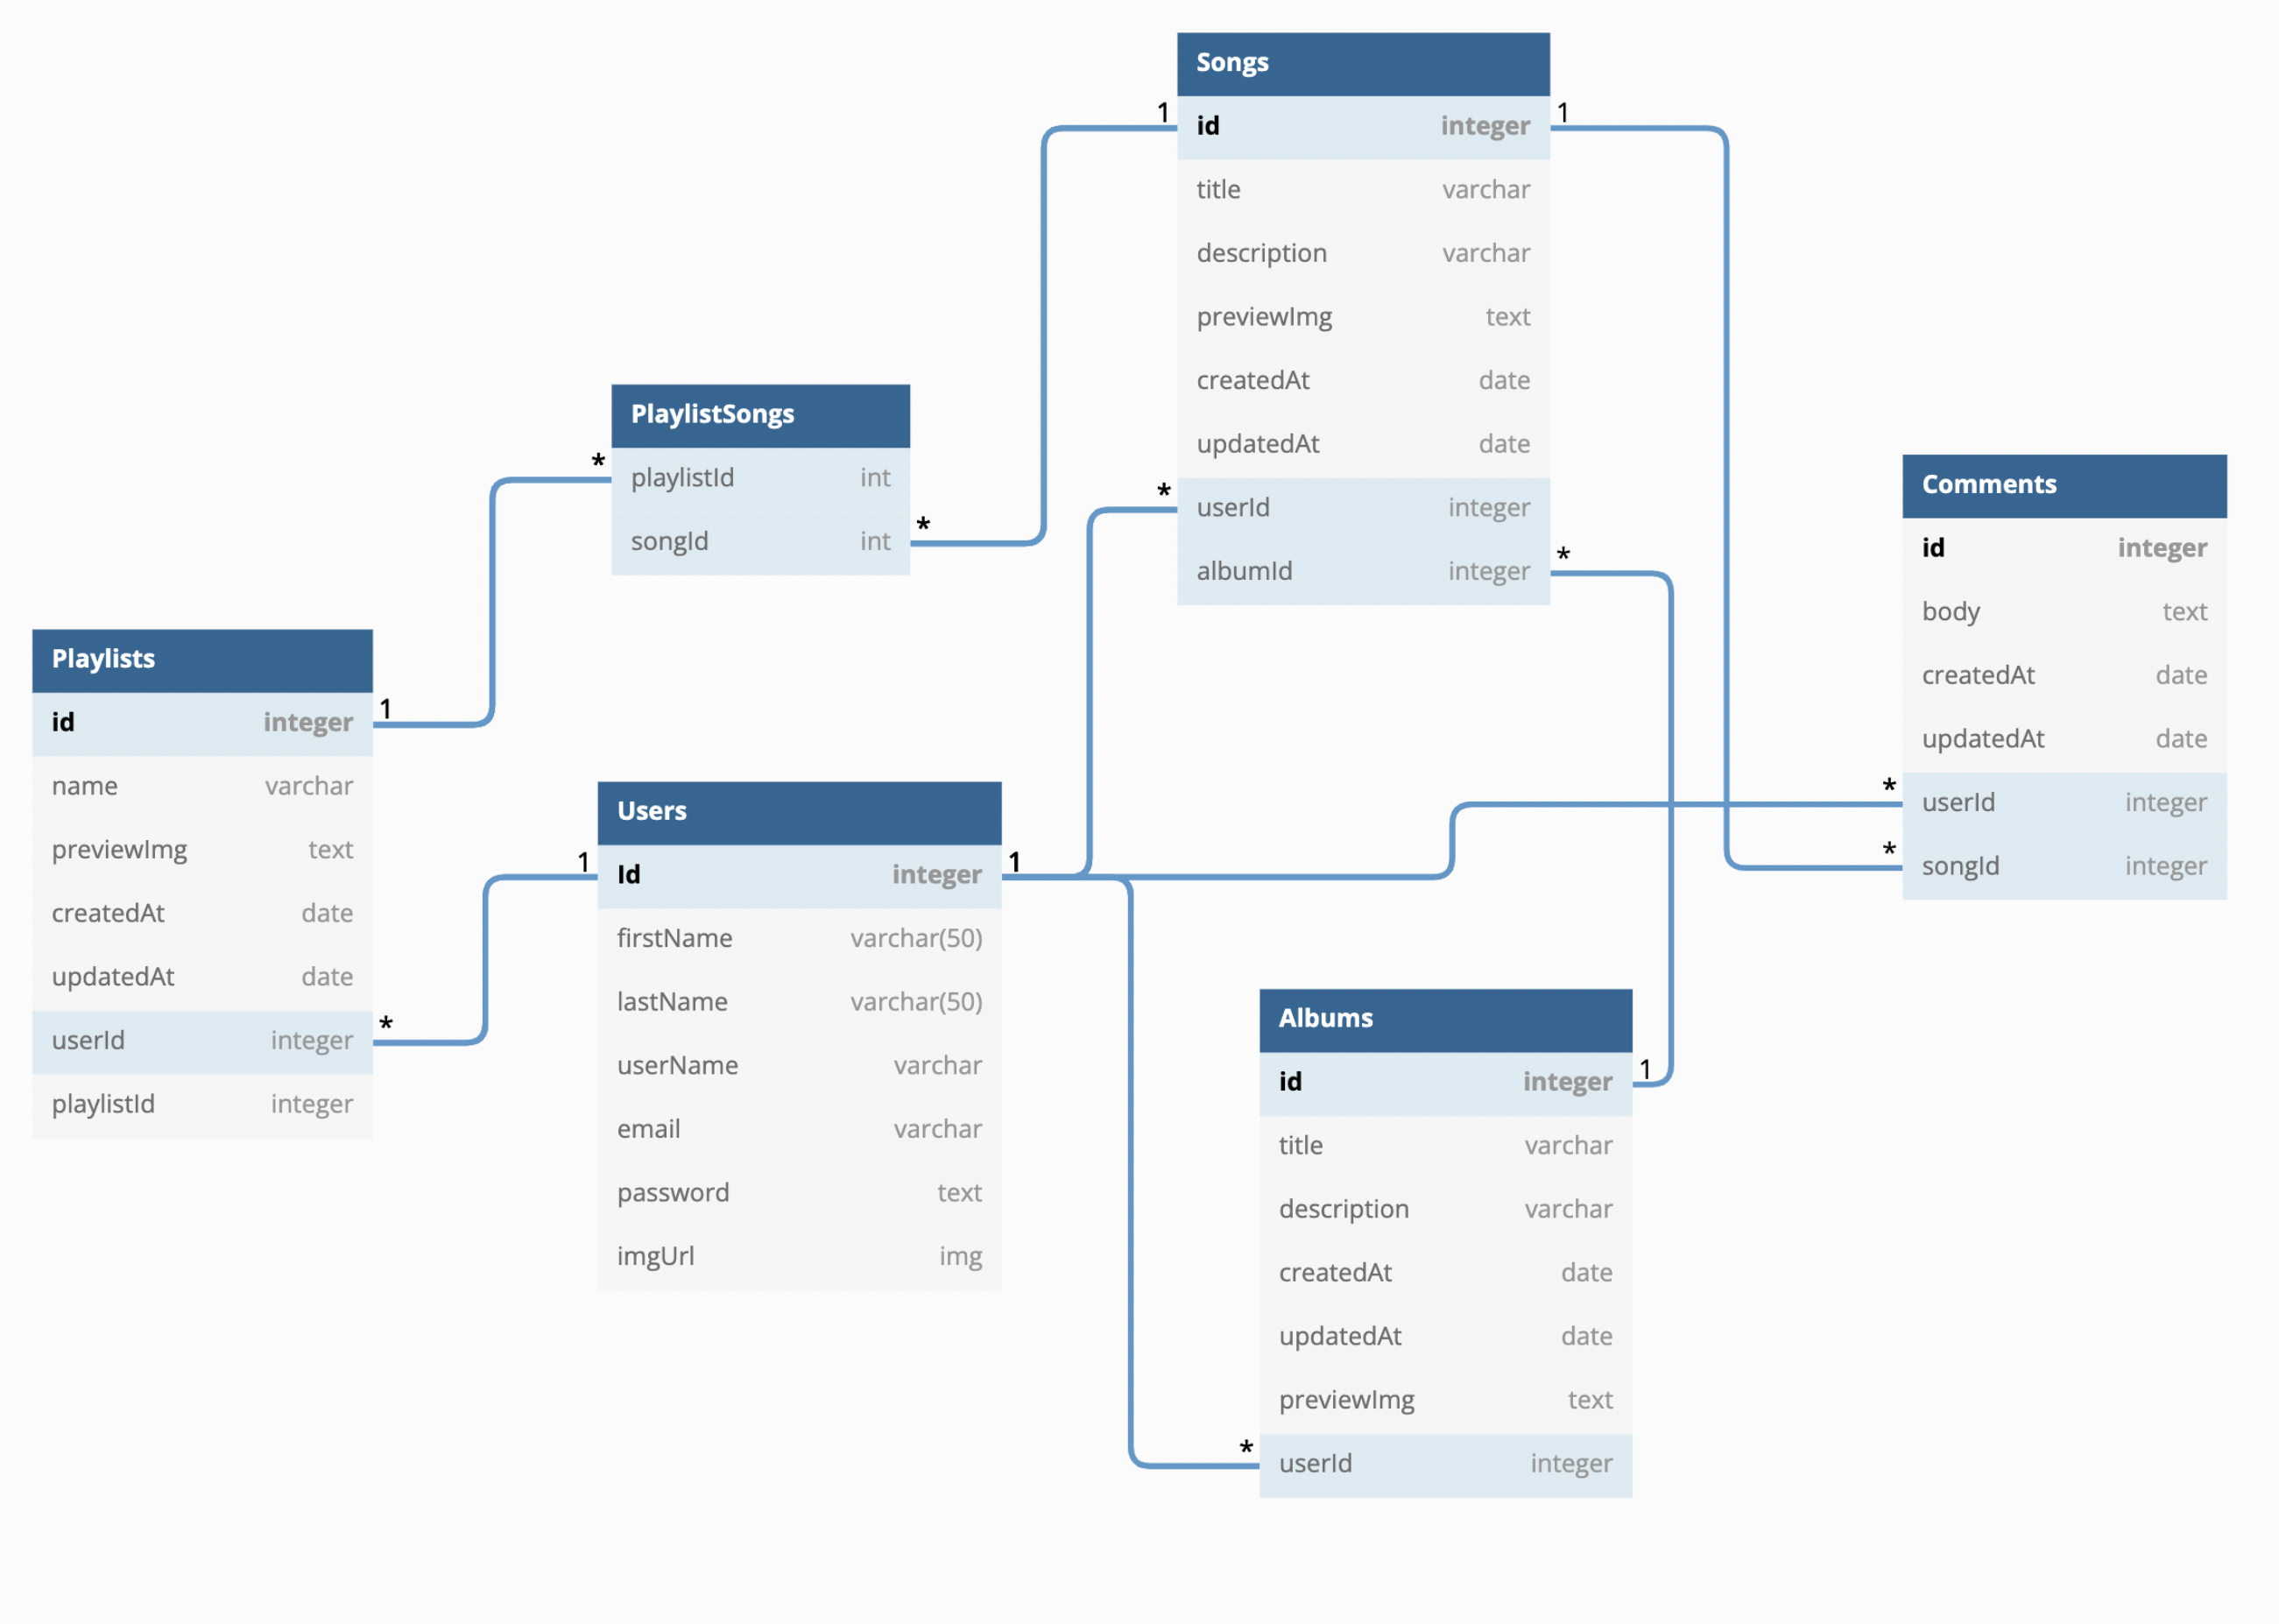 Songs
1 id integer 1
title varchar
description varchar
previewImg text
createdAt date
updatedAt date
* userId integer
albumId integer *
PlaylistSongs
* playlistId int
songId int *
Comments
id integer
body text
createdAt date
updatedAt date
* userId integer
* songId integer
Playlists
id integer 1
name varchar
previewImg text
createdAt date
updatedAt date
userId integer *
playlistId integer
Users
1 Id integer 1
firstName varchar(50)
lastName varchar(50)
userName varchar
email varchar
password text
imgUrl img
Albums
id integer 1
title varchar
description varchar
createdAt date
updatedAt date
previewImg text
* userId integer